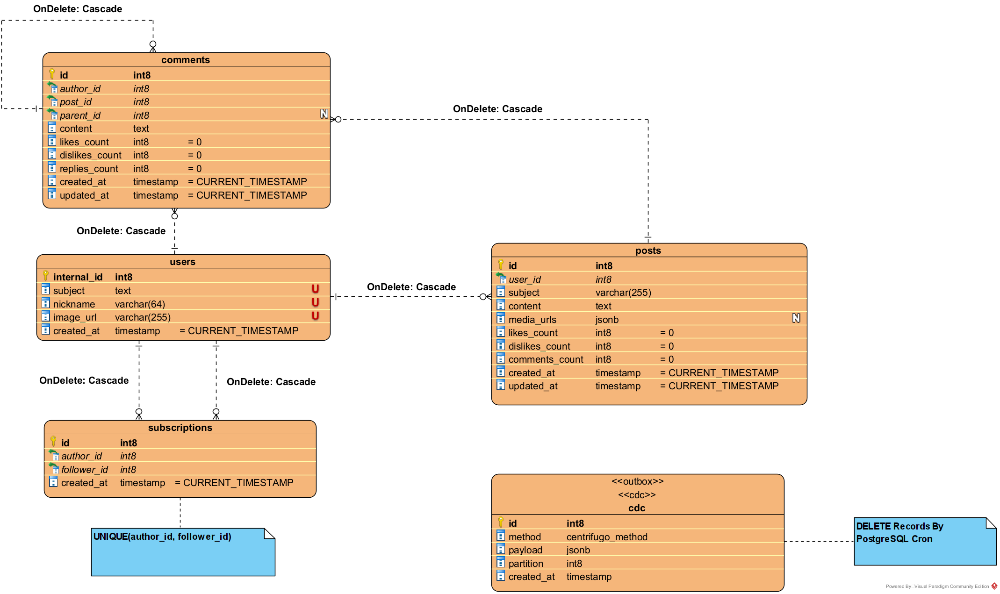 OnDelete: Cascade
comments
id int8
author_id int8
post_id int8
parent_id int8 N
content text
likes_count int8 = 0
dislikes_count int8 = 0
replies_count int8 = 0
created_at timestamp = CURRENT_TIMESTAMP
updated_at timestamp = CURRENT_TIMESTAMP
OnDelete: Cascade
OnDelete: Cascade
users
internal_id int8
subject text U
nickname varchar(64) U
image_url varchar(255) U
created_at timestamp = CURRENT_TIMESTAMP
OnDelete: Cascade
posts
id int8
user_id int8
subject varchar(255)
content text
media_urls jsonb N
likes_count int8 = 0
dislikes_count int8 = 0
comments_count int8 = 0
created_at timestamp = CURRENT_TIMESTAMP
updated_at timestamp = CURRENT_TIMESTAMP
OnDelete: Cascade
OnDelete: Cascade
subscriptions
id int8
author_id int8
follower_id int8
created_at timestamp = CURRENT_TIMESTAMP
UNIQUE(author_id, follower_id)
<<outbox>>
<<cdc>>
cdc
id int8
method centrifugo_method
payload jsonb
partition int8
created_at timestamp
DELETE Records By
PostgreSQL Cron
Powered By Visual Paradigm Community Edition